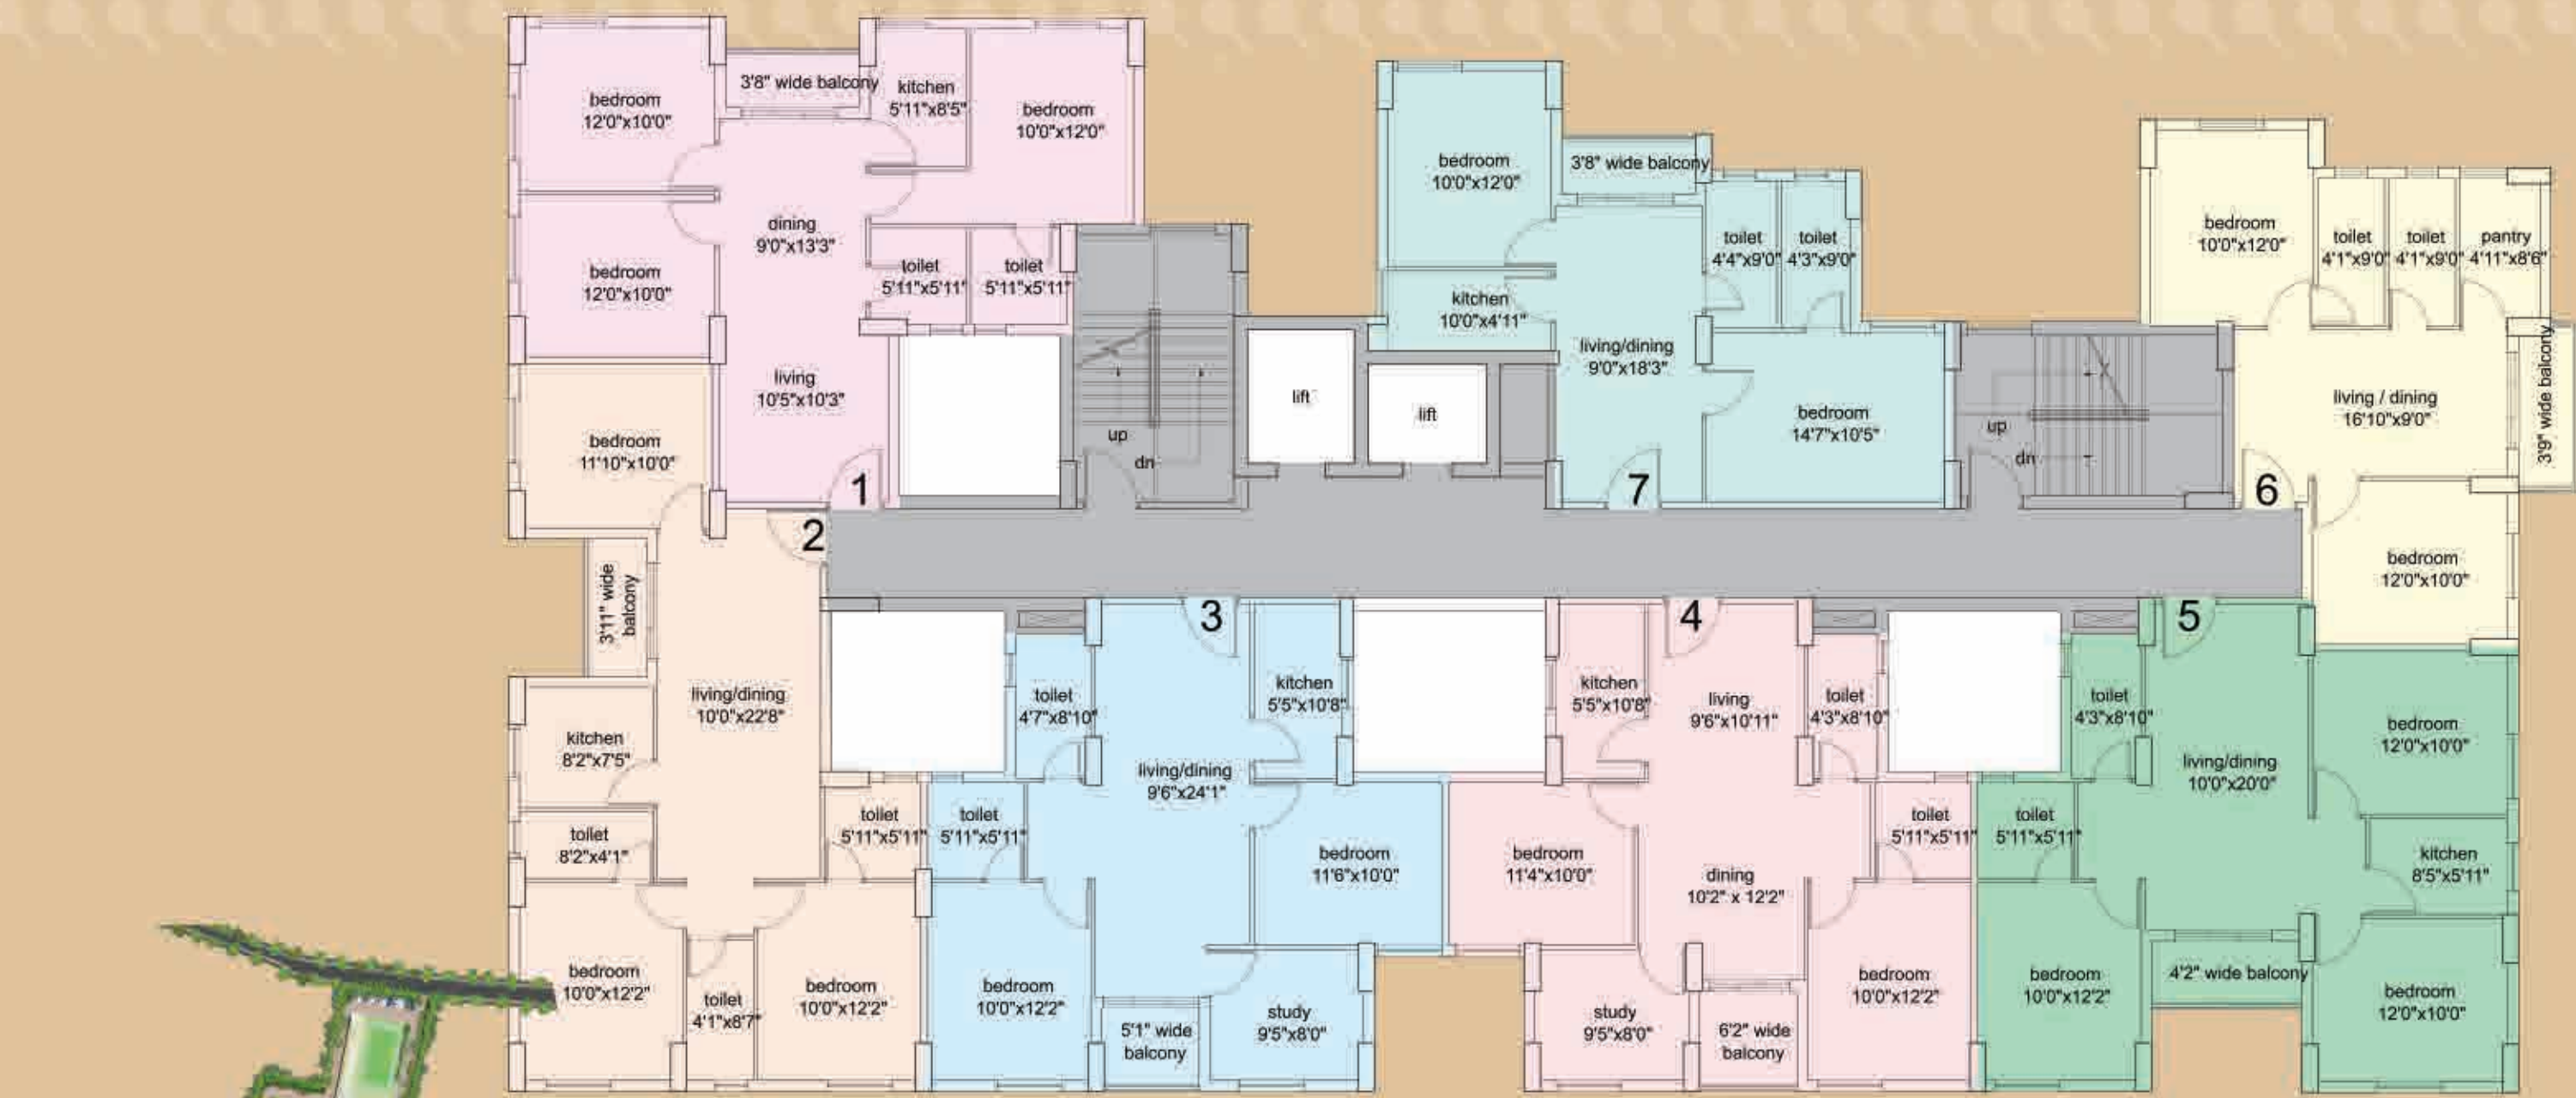 bedroom
12'0"x10'0"
3'8" wide balcony
kitchen
5'11"x8'5"
bedroom
10'0"x12'0"
dining
9'0"x13'3"
bedroom
12'0"x10'0"
toilet
5'11"x5'11"
toilet
5'11"x5'11"
living
10'5"x10'3"
1
bedroom
11'10"x10'0"
2
3'11" wide
balcony
living/dining
10'0"x22'8"
kitchen
8'2"x7'5"
toilet
8'2"x4'1"
toilet
5'11"x5'11"
bedroom
10'0"x12'2"
toilet
4'1"x8'7"
bedroom
10'0"x12'2"
up
dn
lift
lift
3
toilet
4'7"x8'10"
kitchen
5'5"x10'8"
living/dining
9'6"x24'1"
toilet
5'11"x5'11"
bedroom
11'6"x10'0"
bedroom
10'0"x12'2"
5'1" wide
balcony
study
9'5"x8'0"
4
kitchen
5'5"x10'8"
living
9'6"x10'11"
toilet
4'3"x8'10"
toilet
5'11"x5'11"
bedroom
11'4"x10'0"
dining
10'2" x 12'2"
bedroom
10'0"x12'2"
study
9'5"x8'0"
6'2" wide
balcony
5
toilet
4'3"x8'10"
bedroom
12'0"x10'0"
living/dining
10'0"x20'0"
toilet
5'11"x5'11"
kitchen
8'5"x5'11"
bedroom
10'0"x12'2"
4'2" wide balcony
bedroom
12'0"x10'0"
bedroom
10'0"x12'0"
toilet
4'1"x9'0"
toilet
4'1"x9'0"
pantry
4'11"x8'6"
living / dining
16'10"x9'0"
3'9" wide balcony
6
bedroom
12'0"x10'0"
up
dn
bedroom
10'0"x12'0"
3'8" wide balcony
toilet
4'4"x9'0"
toilet
4'3"x9'0"
kitchen
10'0"x4'11"
living/dining
9'0"x18'3"
bedroom
14'7"x10'5"
7